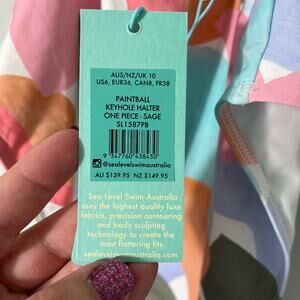 AUS/NZ/UK 10
US6, EUR36, CAN8, FR38
PAINTBALL
KEYHOLE HALTER
ONE PIECE - SAGE
SL1587PB
9 347760 438430
@sealevelswimaustralia
AU $139.95 NZ $149.95
Sea Level Swim Australia
uses the highest quality luxe
fabrics, precision contouring
and body sculpting
technology to create the
most flattering fits.
sealevelswimaustralia.com